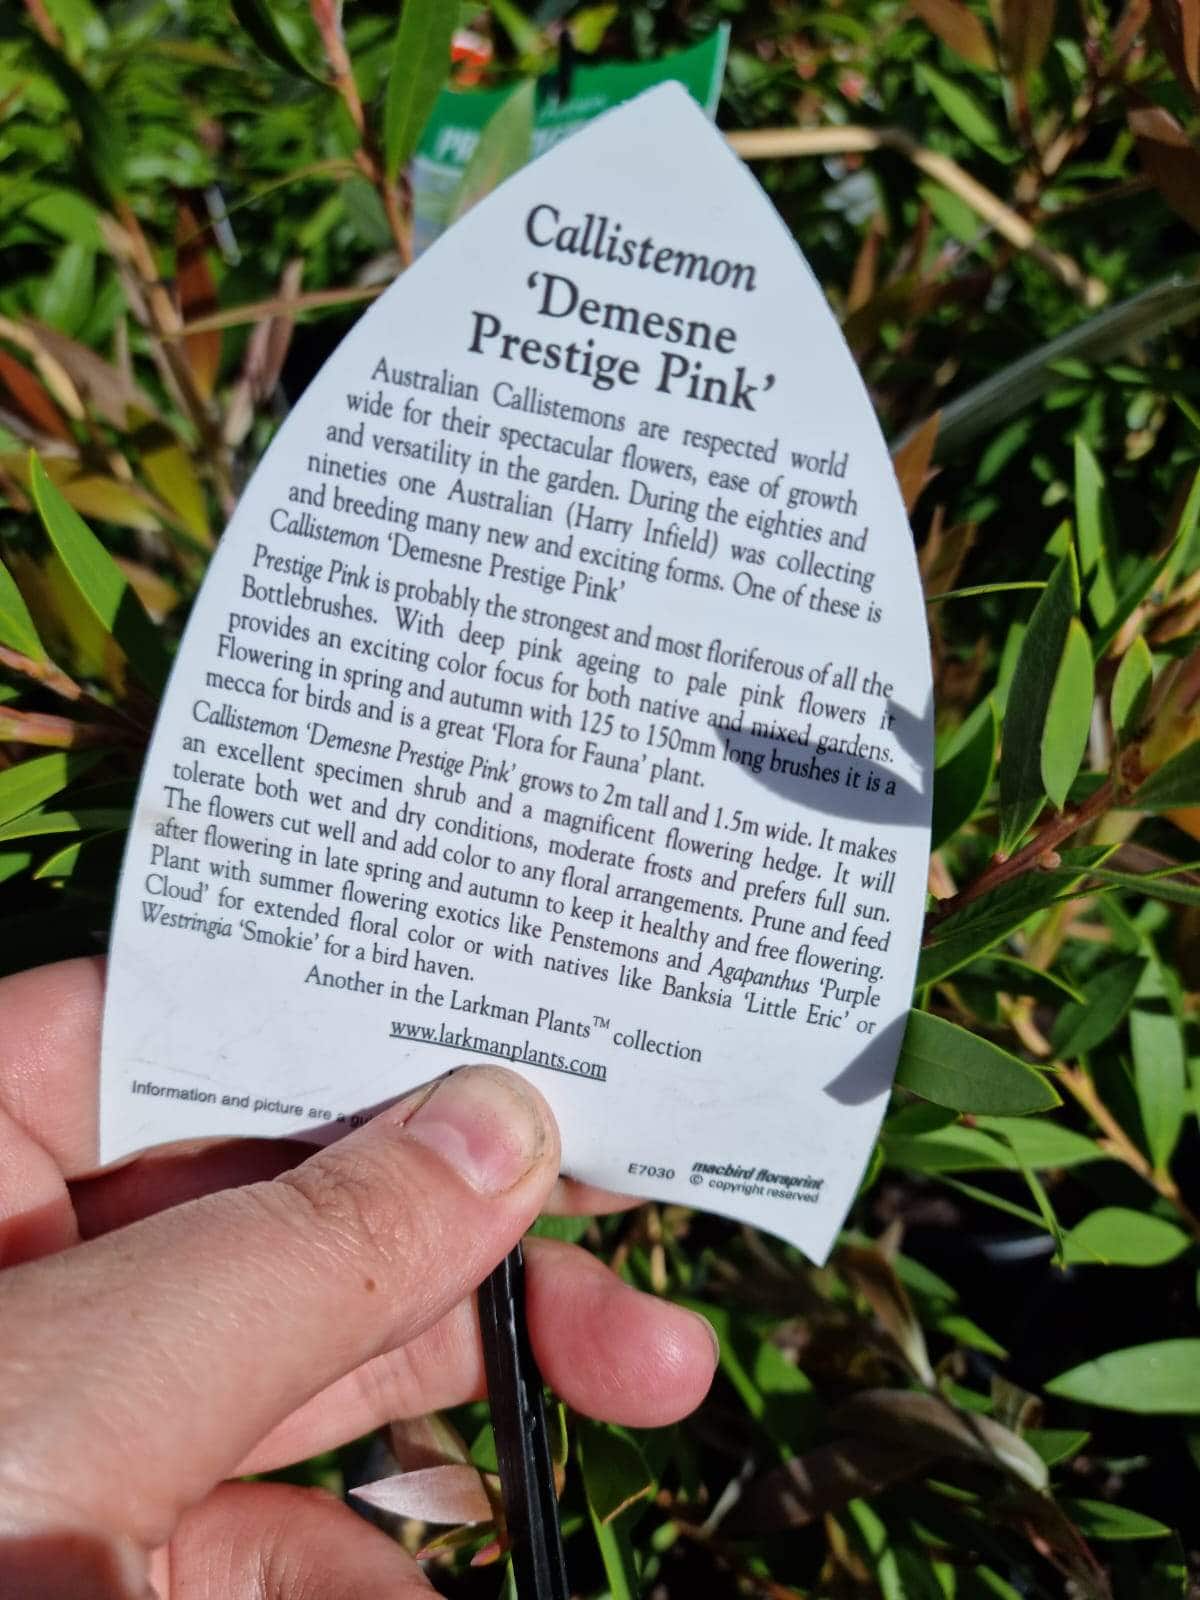 Callistemon
‘Demesne
Prestige Pink’
Australian Callistemons are respected world
wide for their spectacular flowers, ease of growth
and versatility in the garden. During the eighties and
nineties one Australian (Harry Infield) was collecting
and breeding many new and exciting forms. One of these is
Callistemon ‘Demesne Prestige Pink’
Prestige Pink is probably the strongest and most floriferous of all the
Bottlebrushes. With deep pink ageing to pale pink flowers it
provides an exciting color focus for both native and mixed gardens.
Flowering in spring and autumn with 125 to 150mm long brushes it is a
mecca for birds and is a great ‘Flora for Fauna’ plant.
Callistemon ‘Demesne Prestige Pink’ grows to 2m tall and 1.5m wide. It makes
an excellent specimen shrub and a magnificent flowering hedge. It will
tolerate both wet and dry conditions, moderate frosts and prefers full sun.
The flowers cut well and add color to any floral arrangements. Prune and feed
after flowering in late spring and autumn to keep it healthy and free flowering.
Plant with summer flowering exotics like Penstemons and Agapanthus ‘Purple
Cloud’ for extended floral color or with natives like Banksia ‘Little Eric’ or
Westringia ‘Smokie’ for a bird haven.
Another in the Larkman Plants™ collection
www.larkmanplants.com
Information and picture are a
E7030 macbird floraprint
© copyright reserved